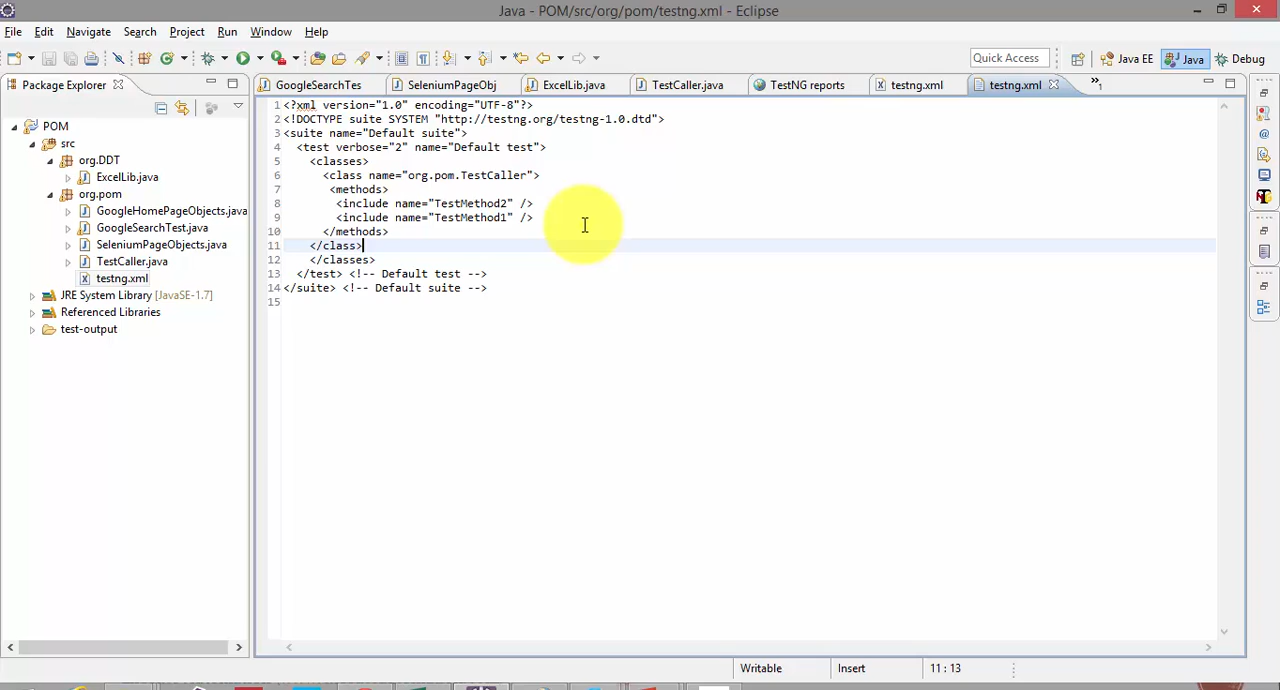 Java - POM/src/org/pom/testng.xml - Eclipse
File Edit Navigate Search Project Run Window Help
Quick Access Java EE Java Debug
Package Explorer
GoogleSearchTes SeleniumPageObj ExcelLib.java TestCaller.java TestNG reports testng.xml testng.xml »1
POM
src
org.DDT
ExcelLib.java
org.pom
GoogleHomePageObjects.java
GoogleSearchTest.java
SeleniumPageObjects.java
TestCaller.java
testng.xml
JRE System Library [JavaSE-1.7]
Referenced Libraries
test-output
1 <?xml version="1.0" encoding="UTF-8"?>
2 <!DOCTYPE suite SYSTEM "http://testng.org/testng-1.0.dtd">
3 <suite name="Default suite">
4 <test verbose="2" name="Default test">
5 <classes>
6 <class name="org.pom.TestCaller">
7 <methods>
8 <include name="TestMethod2" />
9 <include name="TestMethod1" />
10 </methods>
11 </class>
12 </classes>
13 </test> <!-- Default test -->
14 </suite> <!-- Default suite -->
15
Writable Insert 11 : 13